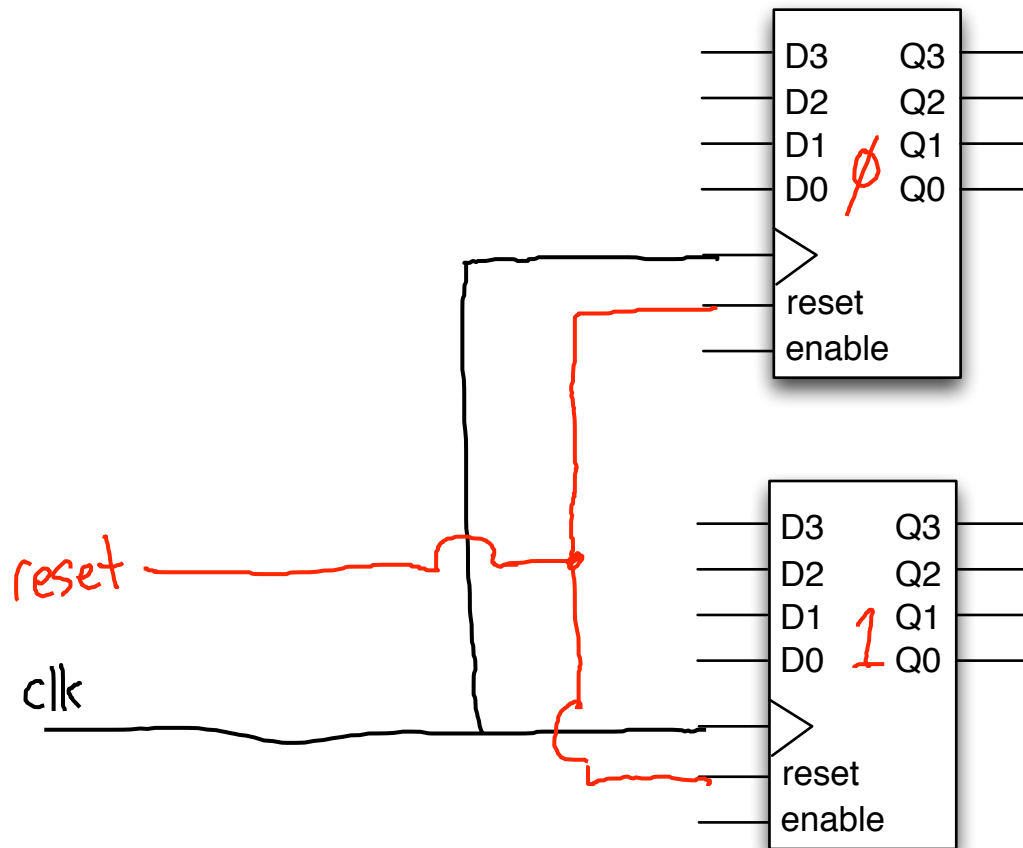 D3 Q3
D2 Q2
D1 Q1
D0 Q0
0
reset
enable
reset
clk
D3 Q3
D2 Q2
D1 Q1
D0 Q0
1
reset
enable